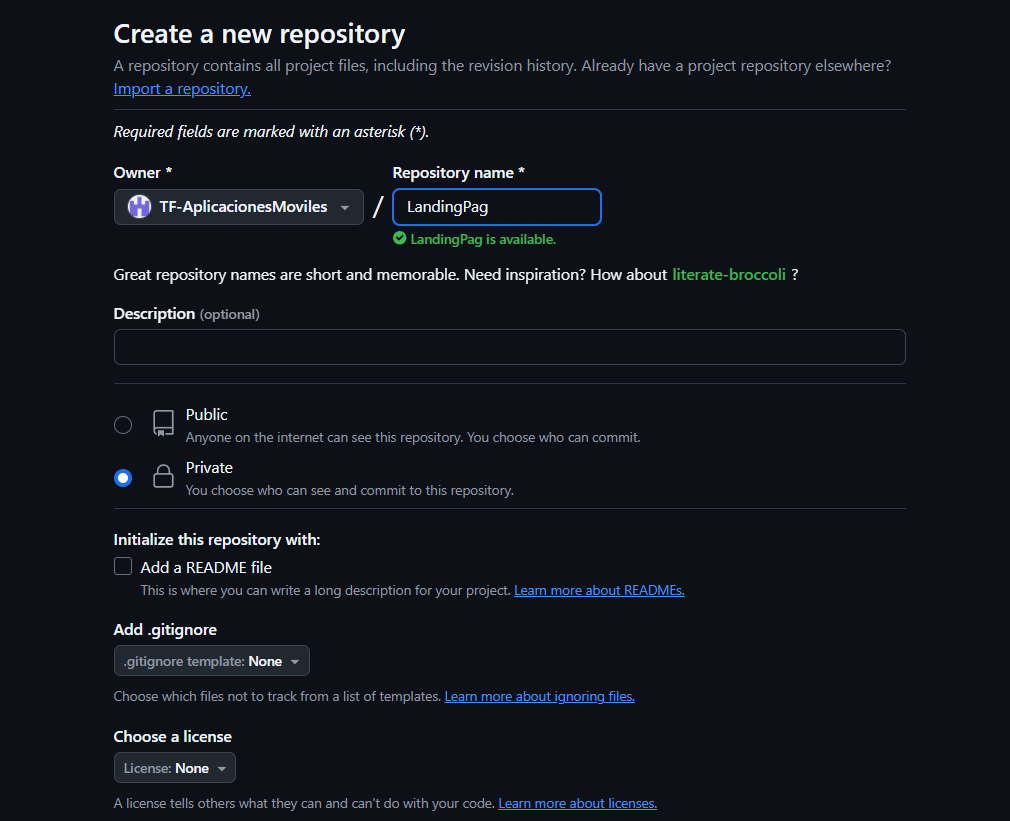 Create a new repository
A repository contains all project files, including the revision history. Already have a project repository elsewhere?
Import a repository.
Required fields are marked with an asterisk (*).
Owner * Repository name *
TF-AplicacionesMoviles / LandingPag
LandingPag is available.
Great repository names are short and memorable. Need inspiration? How about literate-broccoli ?
Description (optional)
Public
Anyone on the internet can see this repository. You choose who can commit.
Private
You choose who can see and commit to this repository.
Initialize this repository with:
Add a README file
This is where you can write a long description for your project. Learn more about READMEs.
Add .gitignore
.gitignore template: None
Choose which files not to track from a list of templates. Learn more about ignoring files.
Choose a license
License: None
A license tells others what they can and can't do with your code. Learn more about licenses.